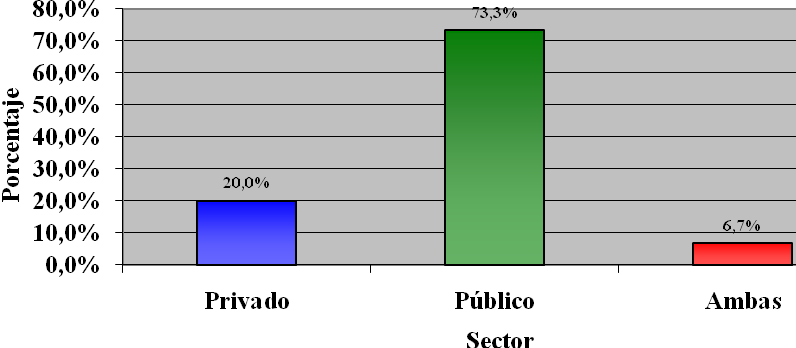 80,0%
70,0%
60,0%
50,0%
40,0%
30,0%
20,0%
10,0%
0,0%
Porcentaje
20,0%
73,3%
6,7%
Privado
Público
Ambas
Sector